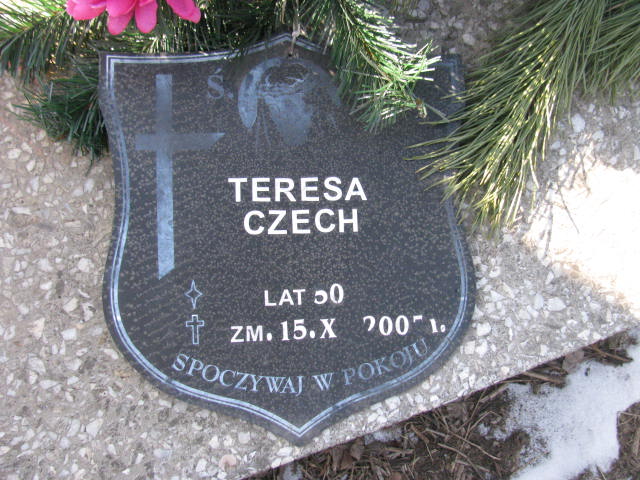 Ś.
TERESA
CZECH
LAT 50
ZM. 15.X r.
SPOCZYWAJ W POKOJU